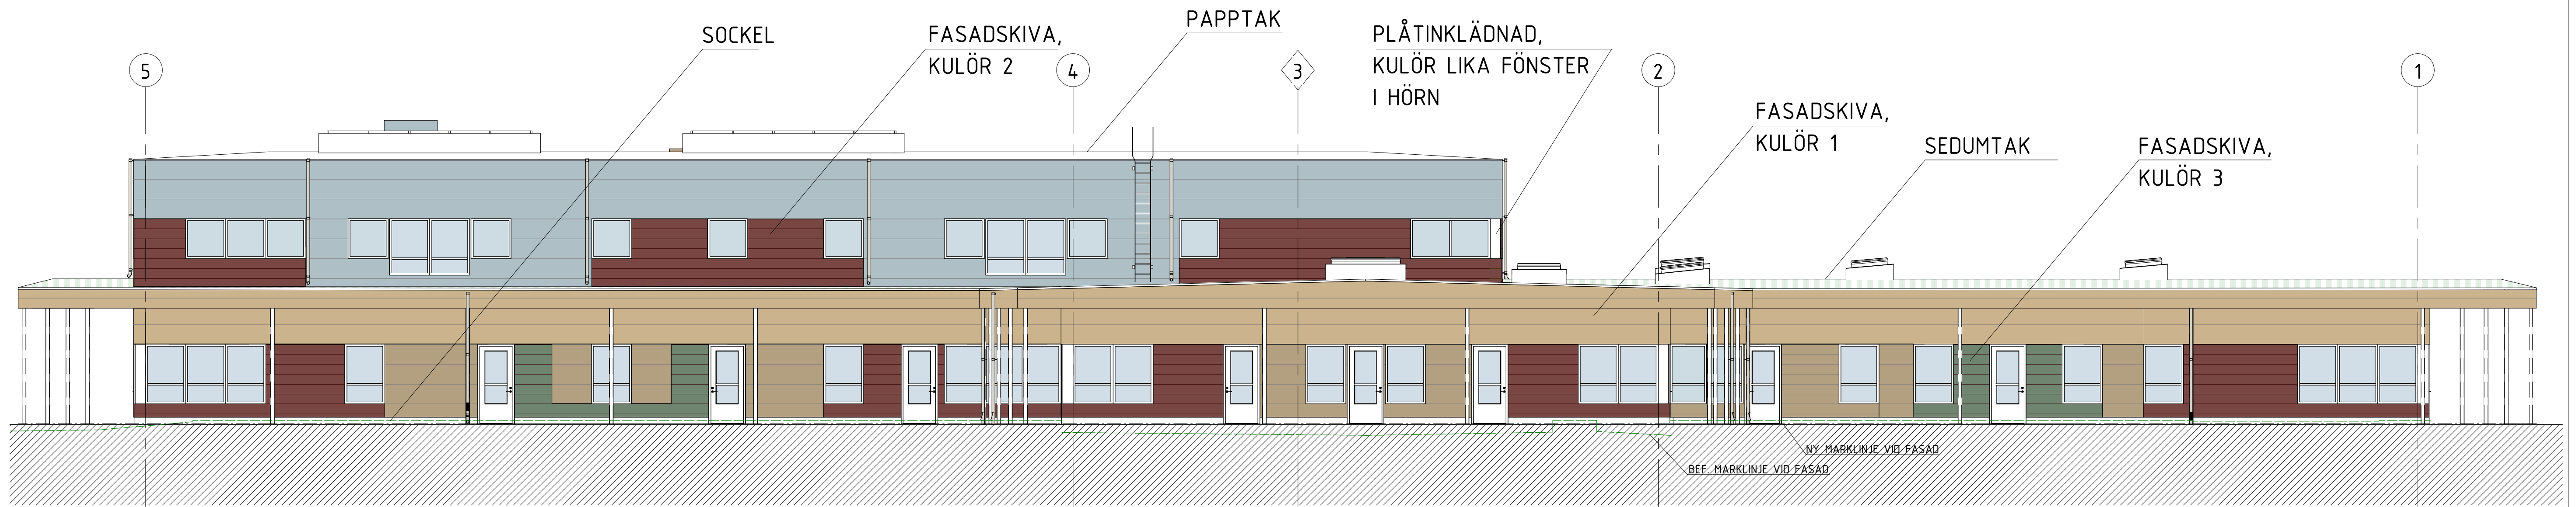 SOCKEL
FASADSKIVA,
KULÖR 2
PAPPTAK
PLÅTINKLÄDNAD,
KULÖR LIKA FÖNSTER
I HÖRN
5
4
3
2
1
FASADSKIVA,
KULÖR 1
SEDUMTAK
FASADSKIVA,
KULÖR 3
NY MARKLINJE VID FASAD
BEF. MARKLINJE VID FASAD